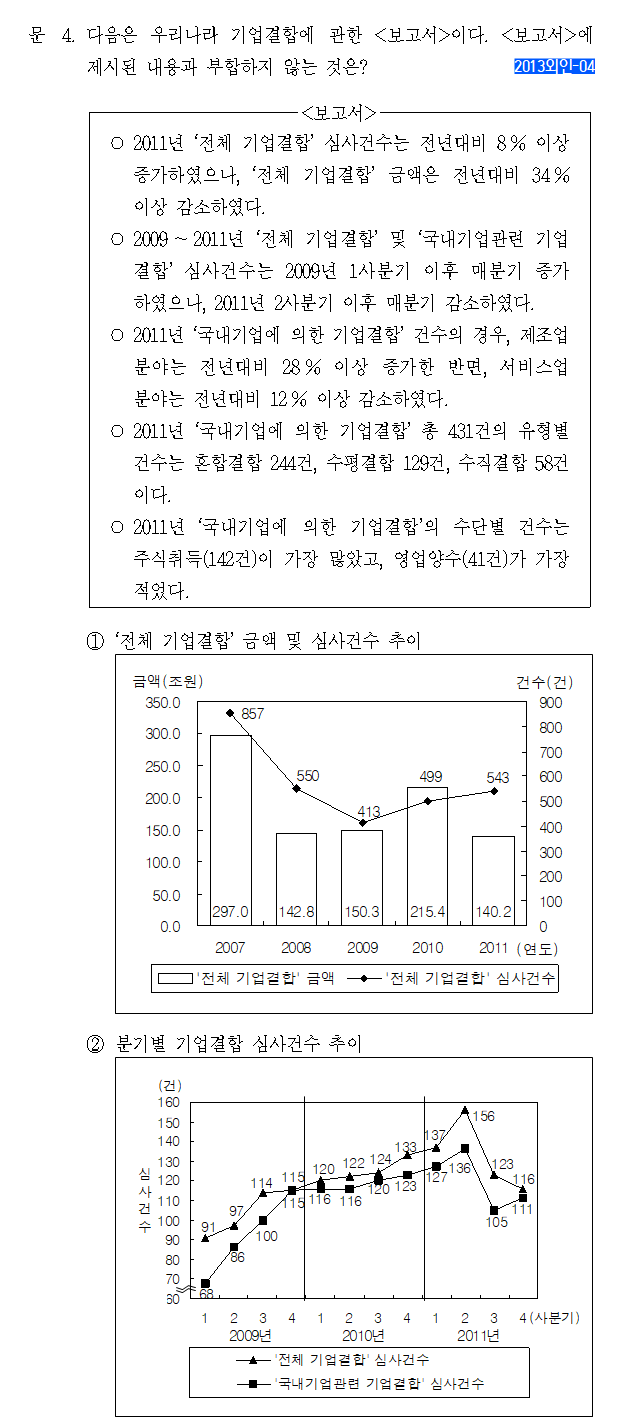 문 4. 다음은 우리나라 기업결합에 관한 <보고서>이다. <보고서>에
제시된 내용과 부합하지 않는 것은?
2013외인-04
<보고서>
○ 2011년 ‘전체 기업결합’ 심사건수는 전년대비 8% 이상
증가하였으나, ‘전체 기업결합’ 금액은 전년대비 34%
이상 감소하였다.
○ 2009 ~ 2011년 ‘전체 기업결합’ 및 ‘국내기업관련 기업
결합’ 심사건수는 2009년 1사분기 이후 매분기 증가
하였으나, 2011년 2사분기 이후 매분기 감소하였다.
○ 2011년 ‘국내기업에 의한 기업결합’ 건수의 경우, 제조업
분야는 전년대비 28% 이상 증가한 반면, 서비스업
분야는 전년대비 12% 이상 감소하였다.
○ 2011년 ‘국내기업에 의한 기업결합’ 총 431건의 유형별
건수는 혼합결합 244건, 수평결합 129건, 수직결합 58건
이다.
○ 2011년 ‘국내기업에 의한 기업결합’의 수단별 건수는
주식취득(142건)이 가장 많았고, 영업양수(41건)가 가장
적었다.
① ‘전체 기업결합’ 금액 및 심사건수 추이
금액(조원) 건수(건)
350.0 900
300.0 800
250.0 700
200.0 600
150.0 500
100.0 400
50.0 300
0.0 200
100
0
857
550
413
499
543
297.0 142.8 150.3 215.4 140.2
2007 2008 2009 2010 2011 (연도)
'전체 기업결합' 금액 '전체 기업결합' 심사건수
② 분기별 기업결합 심사건수 추이
(건)
심사건수
160
150
140
130
120
110
100
90
80
70
60
91 97 114 115 120 122 124 133 137 156 123 116
68 86 100 115 116 116 120 123 127 136 105 111
1 2 3 4 1 2 3 4 1 2 3 4 (사분기)
2009년 2010년 2011년
'전체 기업결합' 심사건수
'국내기업관련 기업결합' 심사건수